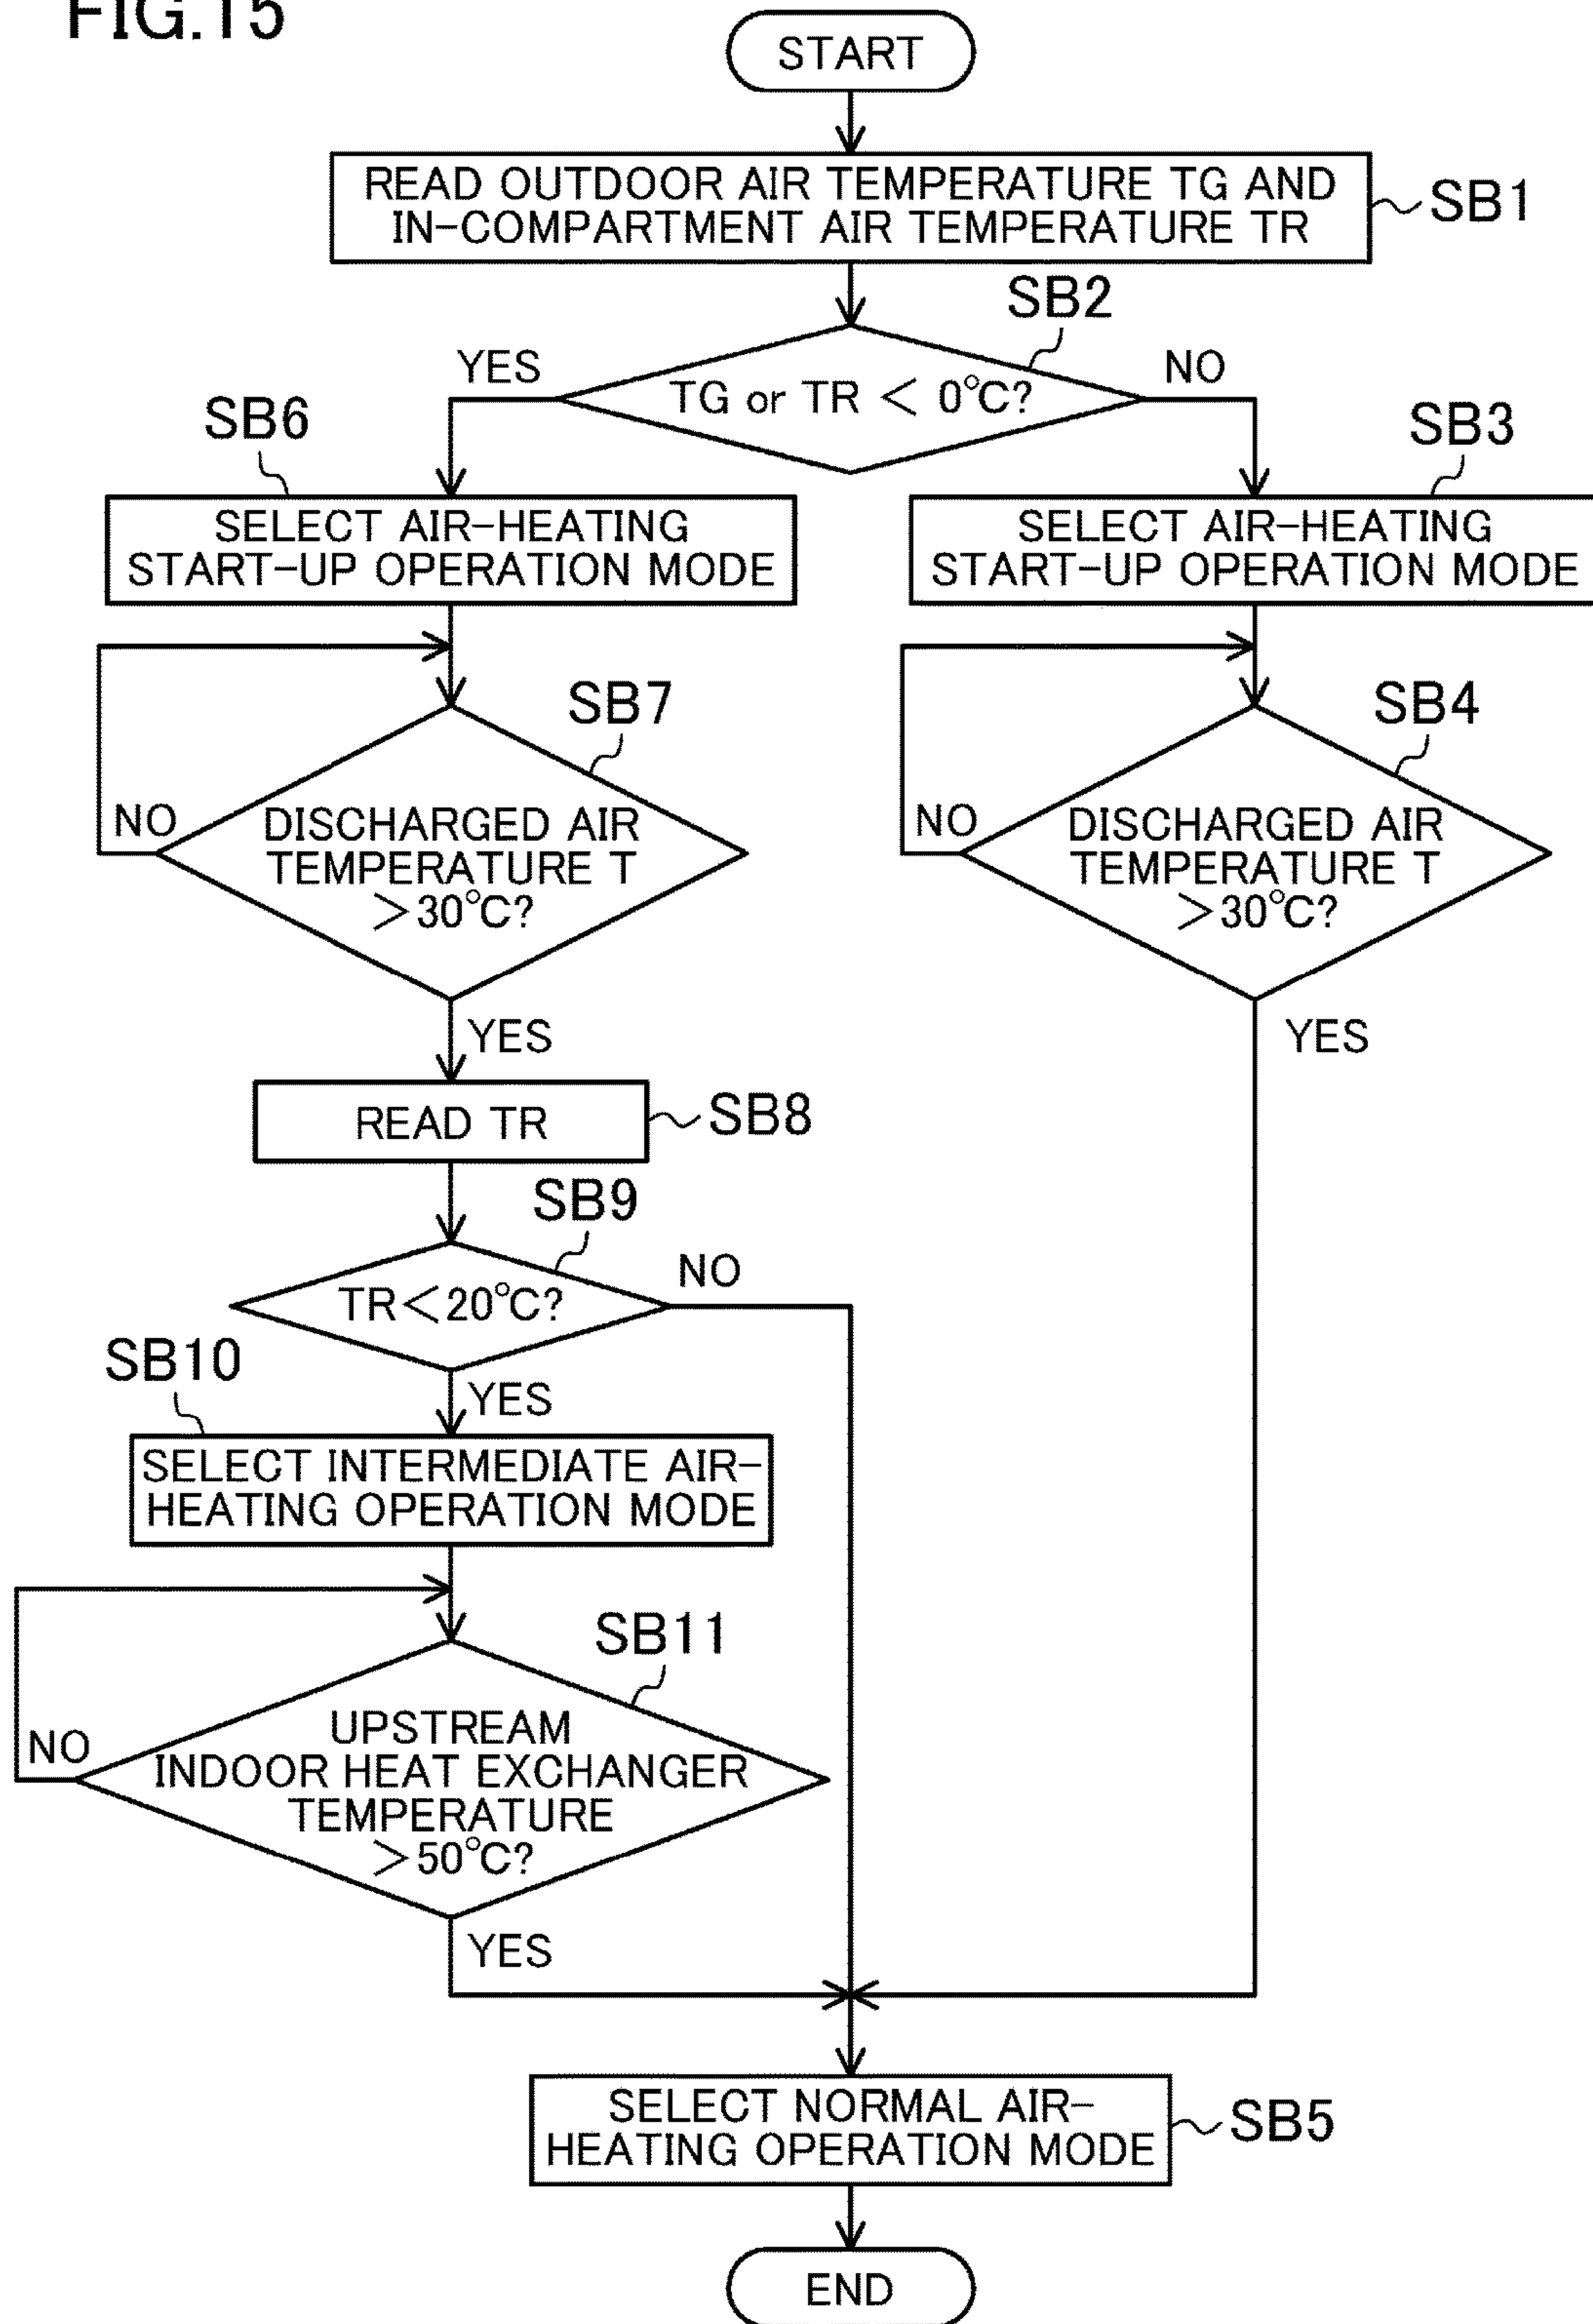 FIG.15
START
READ OUTDOOR AIR TEMPERATURE TG AND
IN-COMPARTMENT AIR TEMPERATURE TR
SB1
SB2
YES
TG or TR < 0°C?
NO
SB6
SB3
SELECT AIR-HEATING
START-UP OPERATION MODE
SELECT AIR-HEATING
START-UP OPERATION MODE
SB7
SB4
NO
DISCHARGED AIR
TEMPERATURE T
>30°C?
NO
DISCHARGED AIR
TEMPERATURE T
>30°C?
YES
YES
READ TR
SB8
SB9
TR<20°C?
NO
SB10
YES
SELECT INTERMEDIATE AIR-
HEATING OPERATION MODE
SB11
NO
UPSTREAM
INDOOR HEAT EXCHANGER
TEMPERATURE
>50°C?
YES
SELECT NORMAL AIR-
HEATING OPERATION MODE
SB5
END